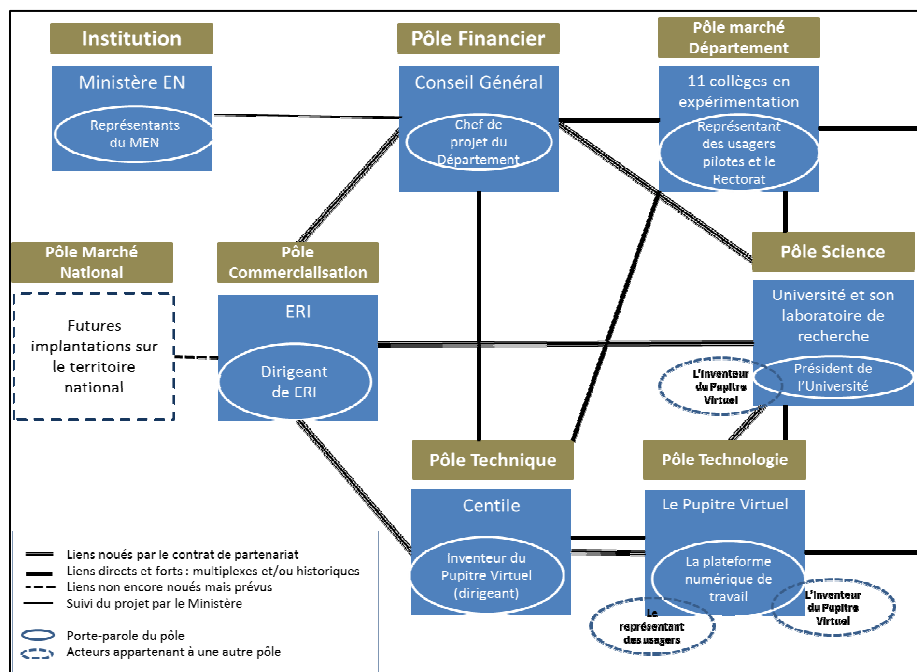 Institution
Pôle Financier
Pôle marché
Département
Ministère EN
Représentants
du MEN
Conseil Général
Chef de
projet du
Département
11 collèges en
expérimentation
Représentant
des usagers
pilotes et le
Rectorat
Pôle Marché
National
Pôle
Commercialisation
Pôle Science
Futures
implantations sur
le territoire
national
ERI
Dirigeant
de ERI
Université et son
laboratoire de
recherche
Président de
l’Université
L’Inventeur
du Pupitre
Virtuel
Pôle Technique
Pôle Technologie
Centile
Inventeur du
Pupitre Virtuel
(dirigeant)
Le Pupitre Virtuel
La plateforme
numérique de
travail
Le
représentant
des usagers
L’Inventeur
du Pupitre
Virtuel
Liens noués par le contrat de partenariat
Liens directs et forts : multiplexes et/ou historiques
Liens non encore noués mais prévus
Suivi du projet par le Ministère
Porte-parole du pôle
Acteurs appartenant à une autre pôle